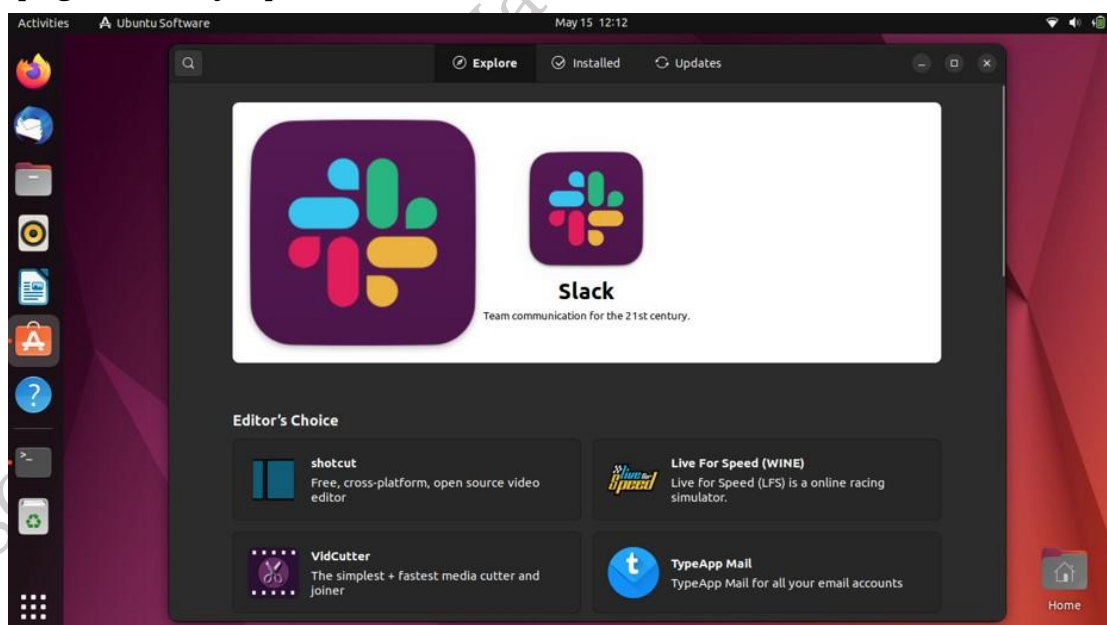 Activities Ubuntu Software May 15 12:12
Explore Installed Updates
Slack
Team communication for the 21st century.
Editor's Choice
shotcut
Free, cross-platform, open source video
editor
Live For Speed (WINE)
Live for Speed (LFS) is a online racing
simulator.
VidCutter
The simplest + fastest media cutter and
joiner
TypeApp Mail
TypeApp Mail for all your email accounts
Home